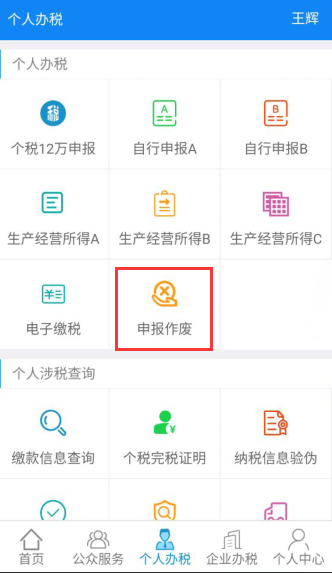 个人办税 王辉
个人办税
个税12万申报 自行申报A 自行申报B
A B
生产经营所得A 生产经营所得B 生产经营所得C
电子缴税 申报作废
个人涉税查询
缴款信息查询 个税完税证明 纳税信息验伪
首页 公众服务 个人办税 企业办税 个人中心